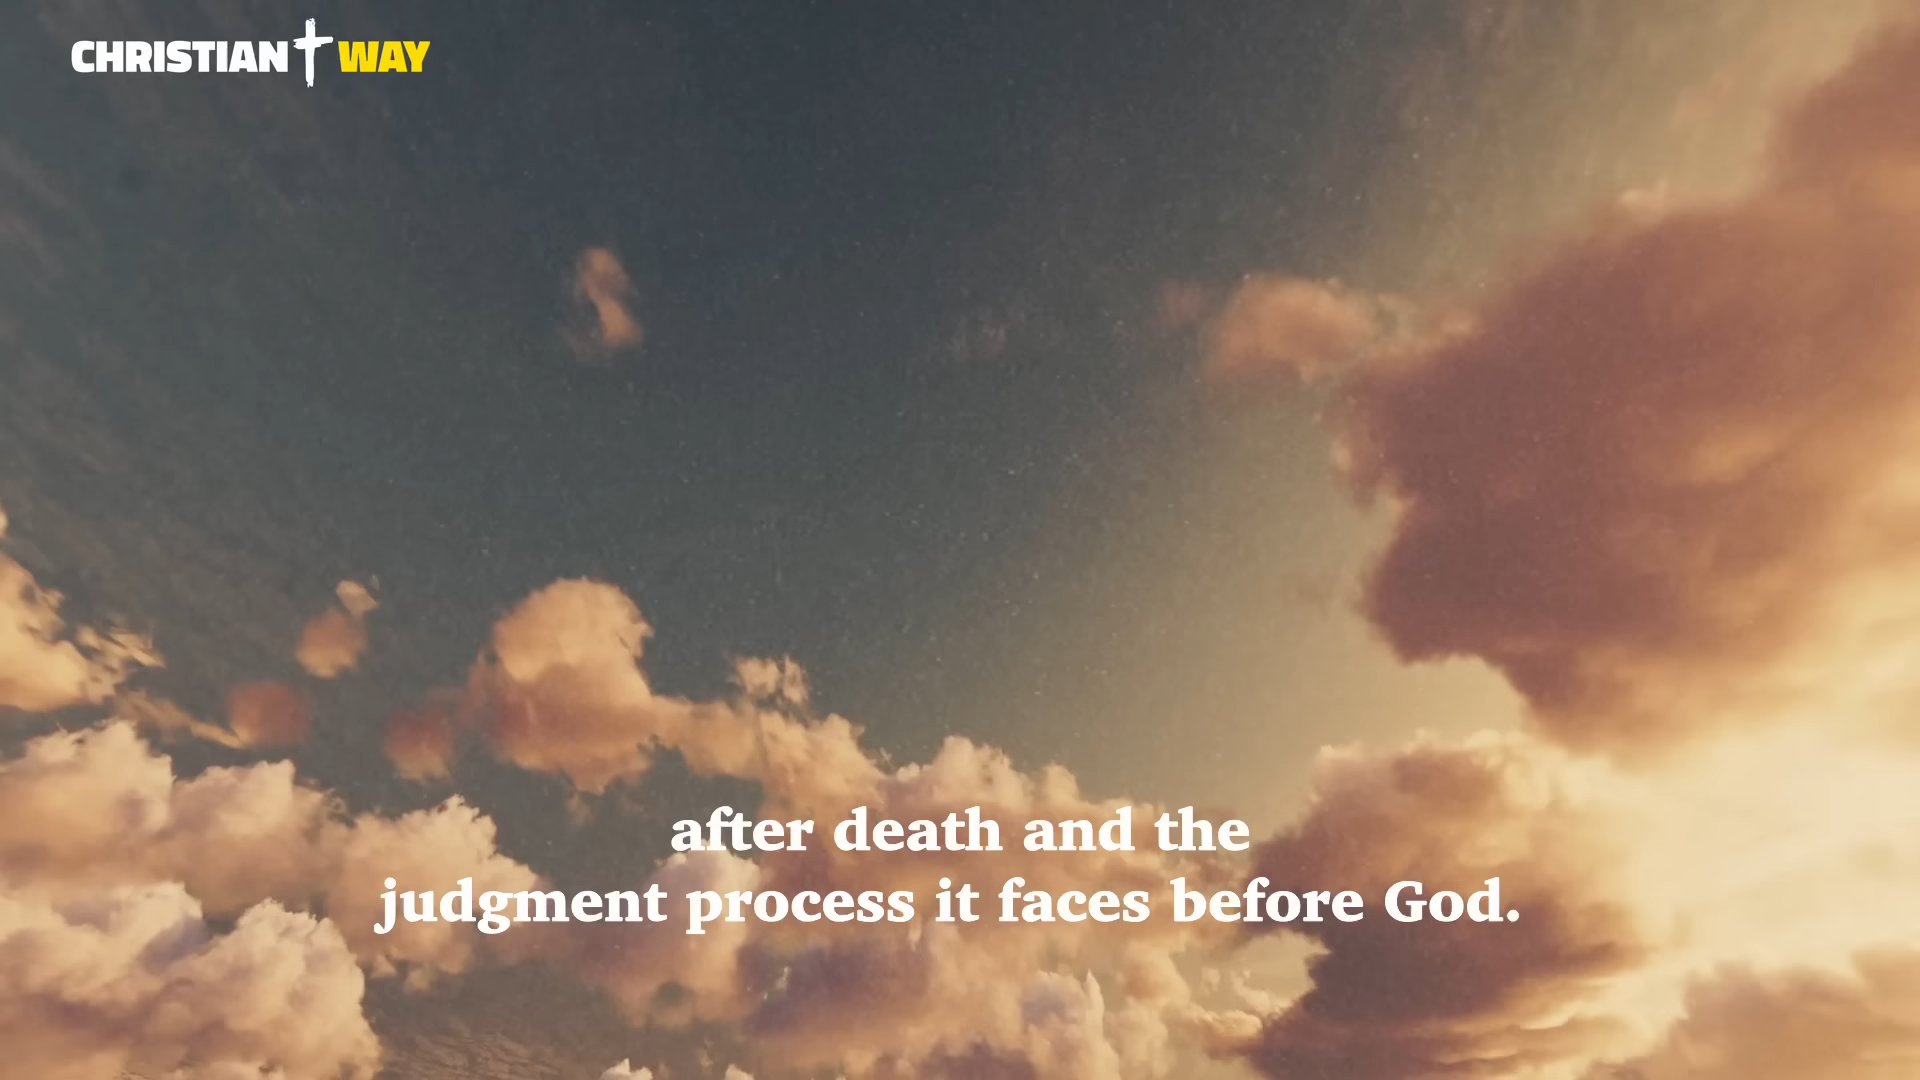 CHRISTIAN WAY
after death and the
judgment process it faces before God.